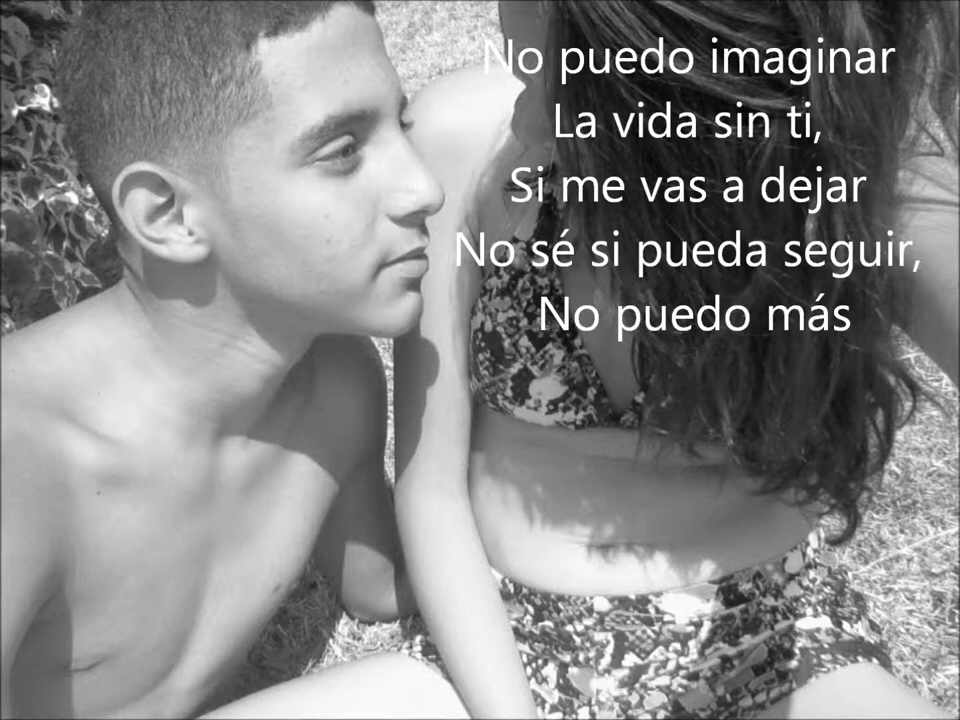 No puedo imaginar
La vida sin ti,
Si me vas a dejar
No sé si pueda seguir,
No puedo más